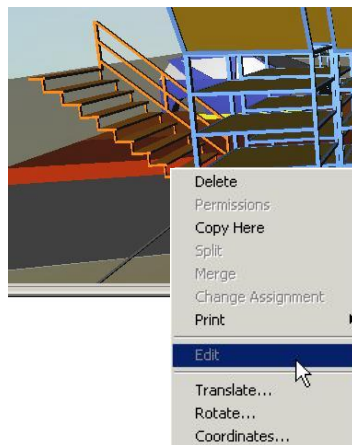 Delete
Permissions
Copy Here
Split
Merge
Change Assignment
Print
Edit
Translate...
Rotate...
Coordinates...